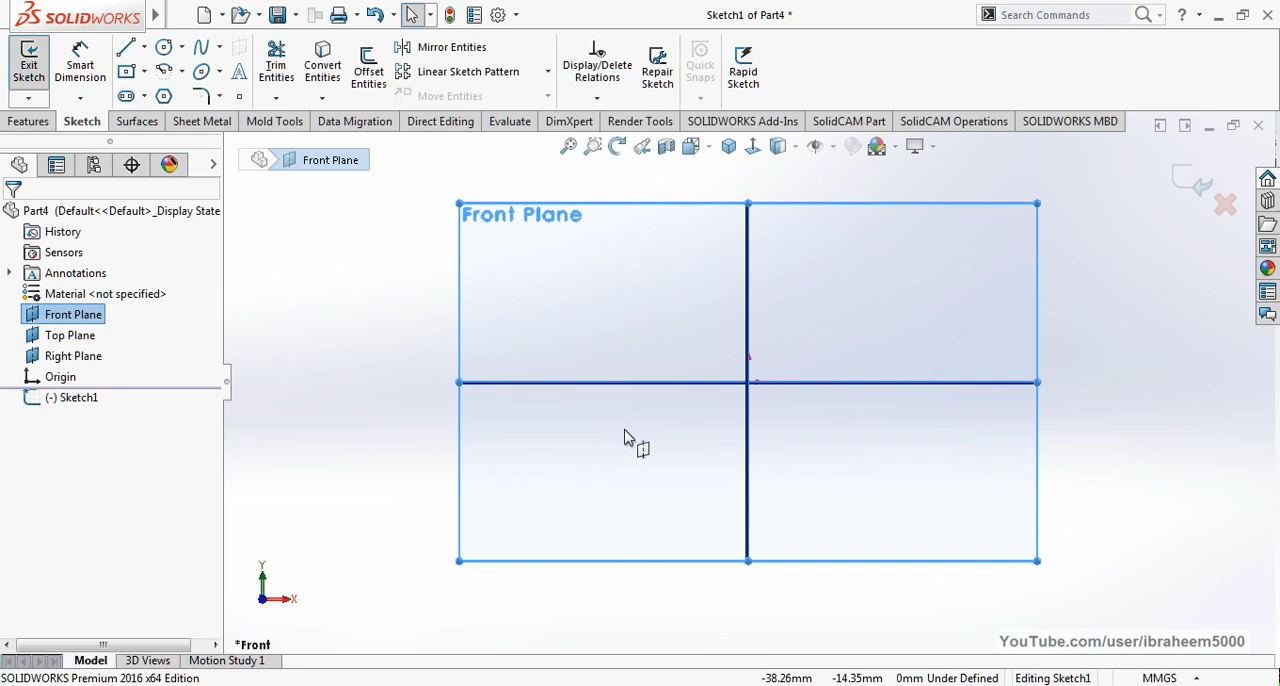 SOLIDWORKS
Sketch1 of Part4 *
Search Commands
?
Exit Sketch
Smart Dimension
Trim Entities
Convert Entities
Offset Entities
Mirror Entities
Linear Sketch Pattern
Move Entities
Display/Delete Relations
Repair Sketch
Quick Snaps
Rapid Sketch
Features
Sketch
Surfaces
Sheet Metal
Mold Tools
Data Migration
Direct Editing
Evaluate
DimXpert
Render Tools
SOLIDWORKS Add-Ins
SolidCAM Part
SolidCAM Operations
SOLIDWORKS MBD
Front Plane
Part4 (Default<<Default>_Display State
History
Sensors
Annotations
Material <not specified>
Front Plane
Top Plane
Right Plane
Origin
(-) Sketch1
Front Plane
Y
X
*Front
YouTube.com/user/ibraheem5000
Model
3D Views
Motion Study 1
SOLIDWORKS Premium 2016 x64 Edition
-38.26mm
-14.35mm
0mm
Under Defined
Editing Sketch1
MMGS